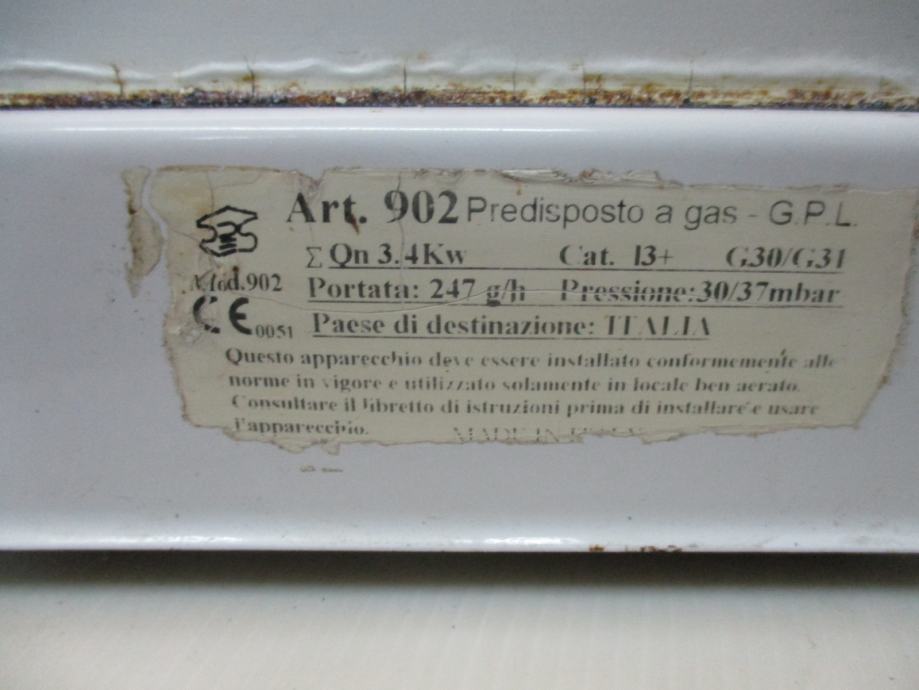 Art. 902 Predisposto a gas - G.P.L.
Σ Qn 3.4Kw Cat. I3+ G30/G31
Mod.902
Portata: 247 g/h Pressione:30/37mbar
CE 0051 Paese di destinazione: ITALIA
Questo apparecchio deve essere installato conformemente alle
norme in vigore e utilizzato solamente in locale ben aerato.
Consultare il libretto di istruzioni prima di installare e usare
l'apparecchio. MADE IN